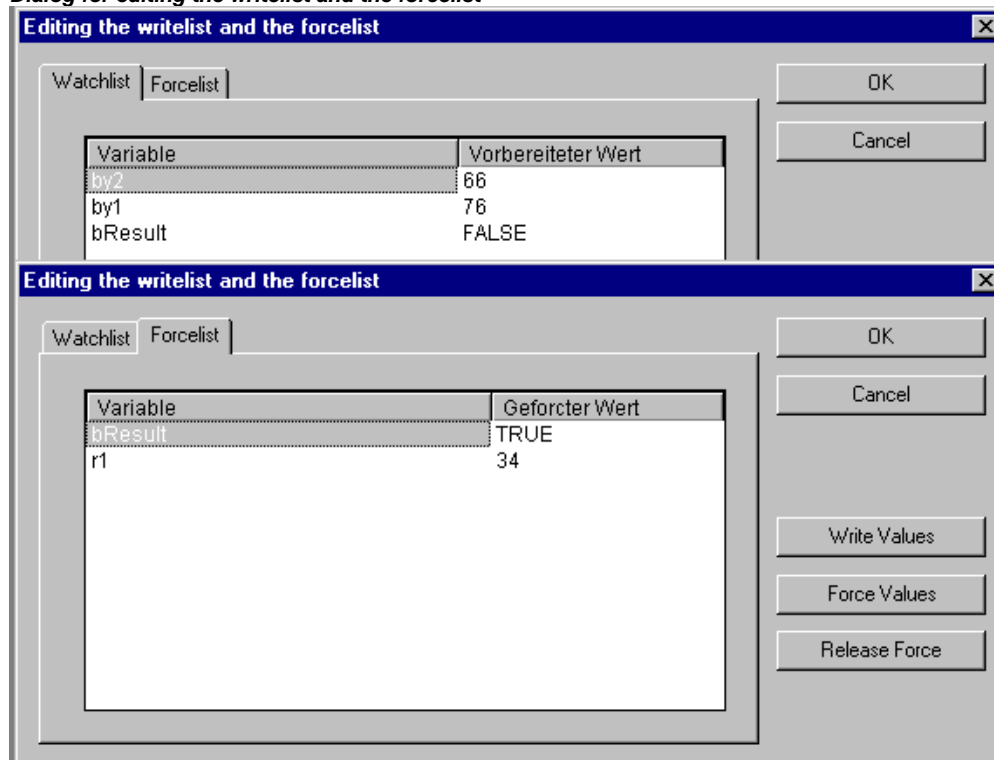 Dialog for editing the writelist and the forcelist
Editing the writelist and the forcelist
Watchlist Forcelist
OK
Cancel
Variable Vorbereiteter Wert
by2 66
by1 76
bResult FALSE
Editing the writelist and the forcelist
Watchlist Forcelist
OK
Cancel
Variable Geforcter Wert
bResult TRUE
r1 34
Write Values
Force Values
Release Force